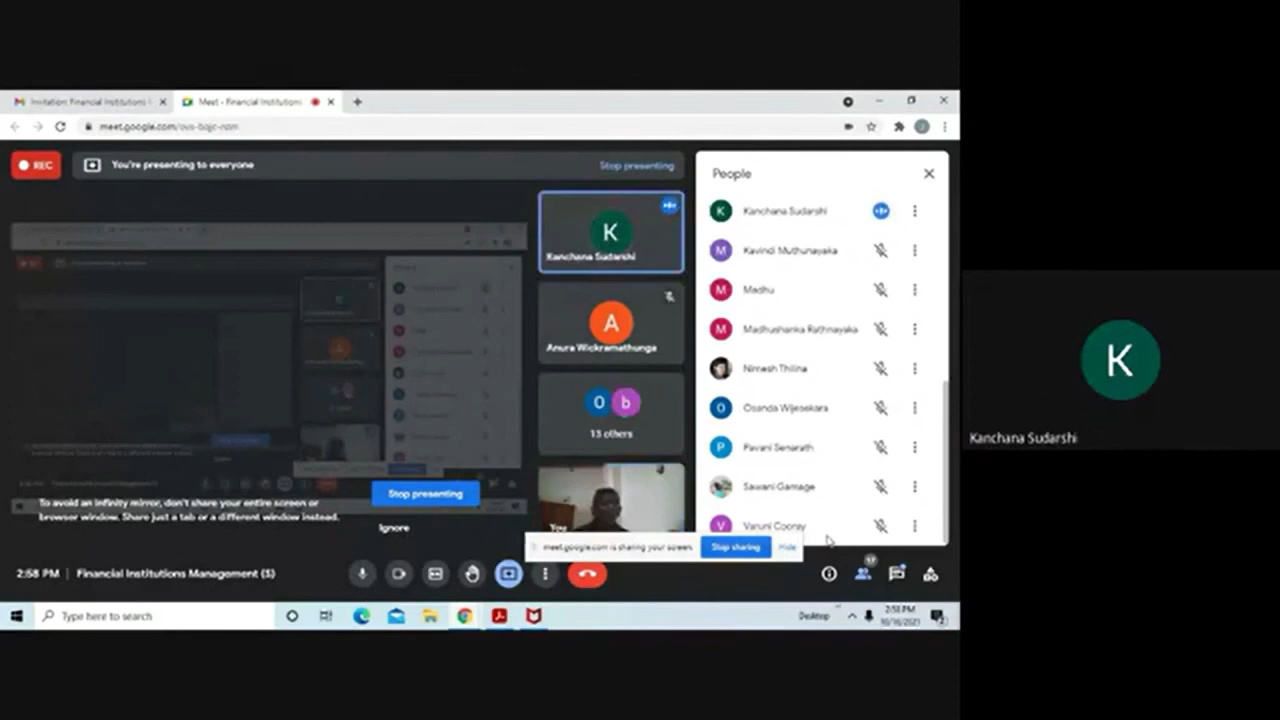 Invitation: Financial Institutions
Meet - Financial Institutions
meet.google.com/ovs-bqjc-nsm
REC
You're presenting to everyone
Stop presenting
K
Kanchana Sudarshi
A
Anura Wickramathunga
O b
13 others
You
To avoid an infinity mirror, don't share your entire screen or
browser window. Share just a tab or a different window instead.
Stop presenting
Ignore
People
K Kanchana Sudarshi
M Kavindi Muthunayaka
M Madhu
M Madhushanka Rathnayaka
Nimesh Thilina
O Osanda Wijesekara
P Pavani Senarath
Sawani Gamage
V Varuni Cooray
meet.google.com is sharing your screen.
Stop sharing
Hide
2:58 PM | Financial Institutions Management (3)
Type here to search
Desktop
2:58 PM
10/16/2021
K
Kanchana Sudarshi